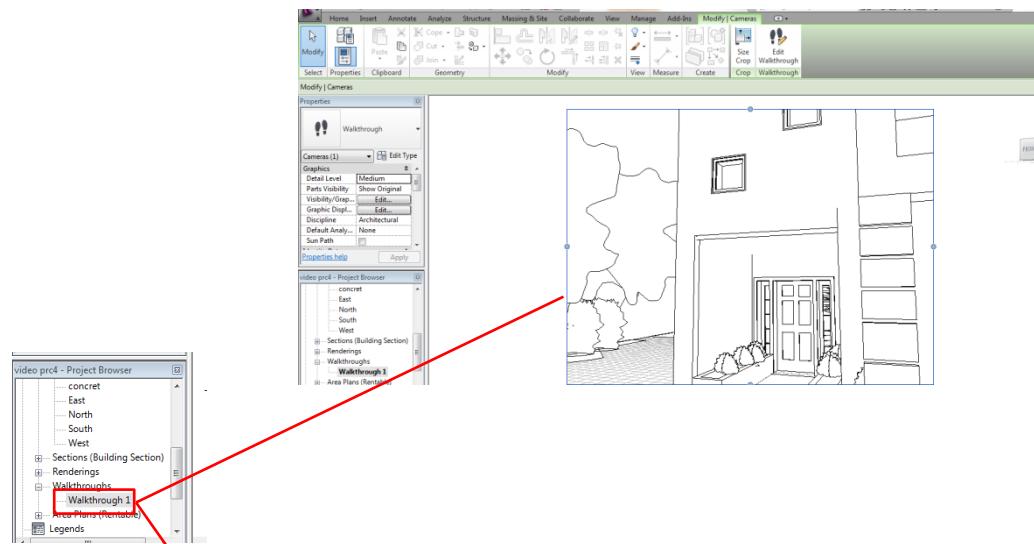 Home Insert Annotate Analyze Structure Massing & Site Collaborate View Manage Add-Ins Modify | Cameras
Modify
Paste
Cope
Cut
Join
Size Crop
Edit Walkthrough
Select Properties Clipboard Geometry Modify View Measure Create Crop Walkthrough
Modify | Cameras
Properties
Walkthrough
Cameras (1) Edit Type
Graphics
Detail Level Medium
Parts Visibility Show Original
Visibility/Grap... Edit...
Graphic Displ... Edit...
Discipline Architectural
Default Analy... None
Sun Path
Properties help Apply
video prc4 - Project Browser
concret
East
North
South
West
Sections (Building Section)
Renderings
Walkthroughs
Walkthrough 1
Area Plans (Rentable)
video prc4 - Project Browser
concret
East
North
South
West
Sections (Building Section)
Renderings
Walkthroughs
Walkthrough 1
Area Plans (Rentable)
Legends